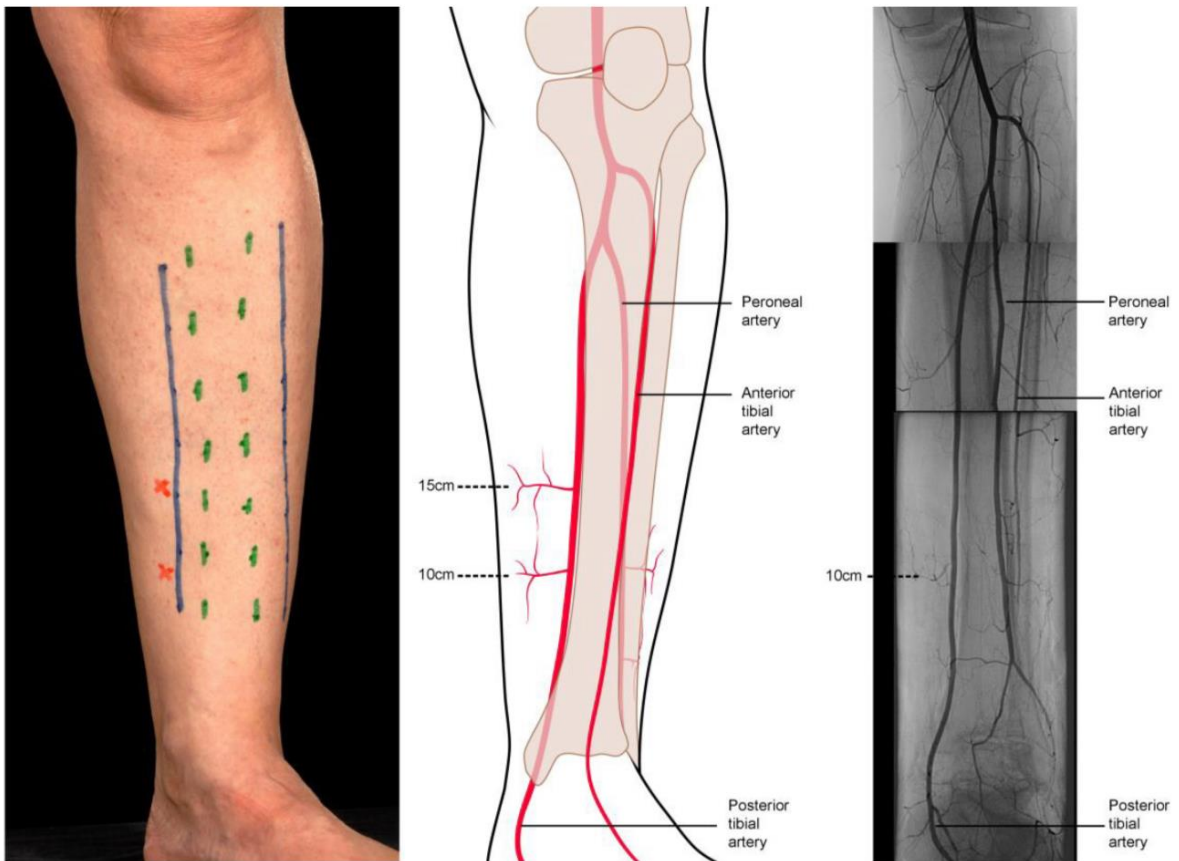 Peroneal
artery
Anterior
tibial
artery
15cm
10cm
Posterior
tibial
artery
Peroneal
artery
Anterior
tibial
artery
10cm
Posterior
tibial
artery